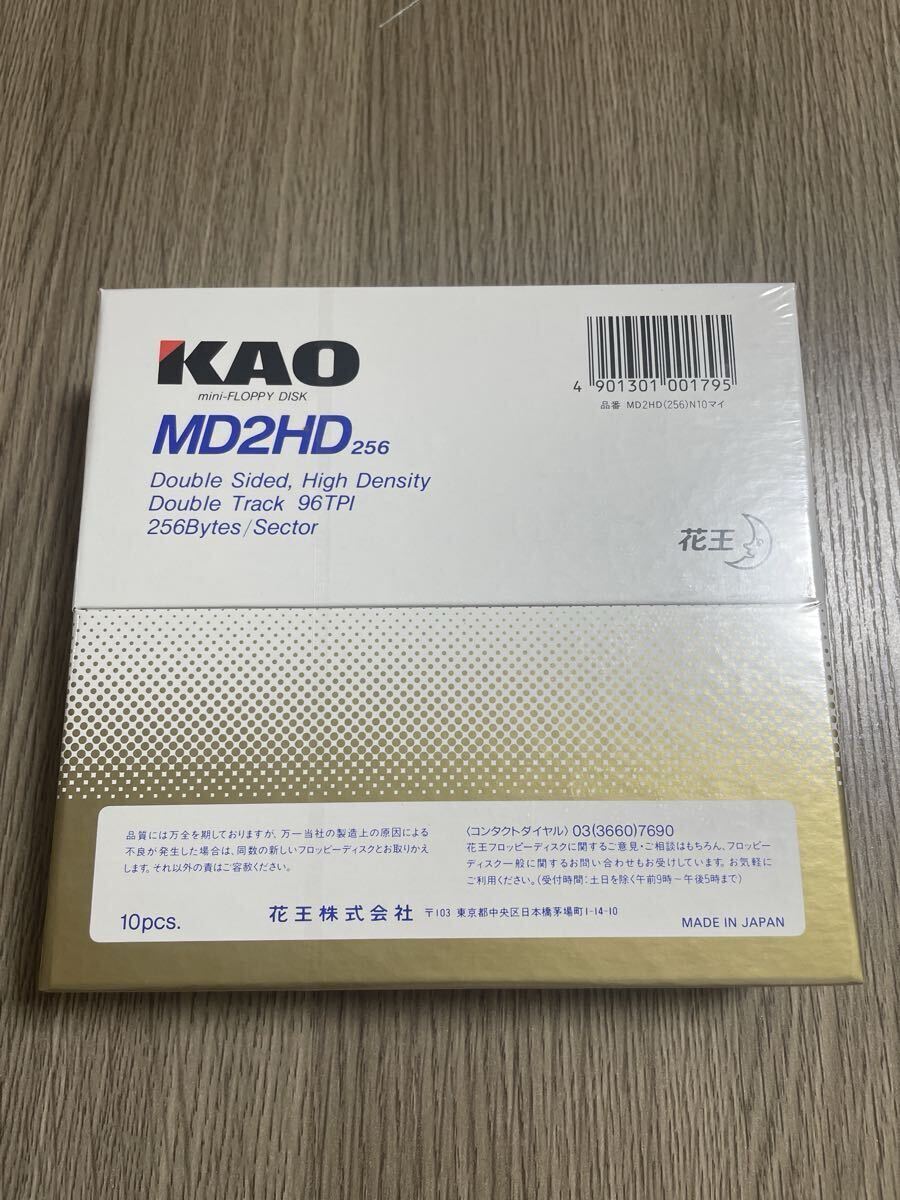 KAO
mini-FLOPPY DISK
MD2HD 256
Double Sided, High Density
Double Track 96TPI
256Bytes/Sector
4 901301 001795
品番 MD2HD(256)N10マイ
花王
品質には万全を期しておりますが、万一当社の製造上の原因による
不良が発生した場合は、同数の新しいフロッピーディスクとお取りかえ
します。それ以外の責はご容赦ください。
〈コンタクトダイヤル〉03(3660)7690
花王フロッピーディスクに関するご意見・ご相談はもちろん、フロッピー
ディスク一般に関するお問い合わせもお受けしています。お気軽に
ご利用ください。(受付時間:土日を除く午前9時〜午後5時まで)
10pcs.
花王株式会社 〒103 東京都中央区日本橋茅場町1-14-10
MADE IN JAPAN